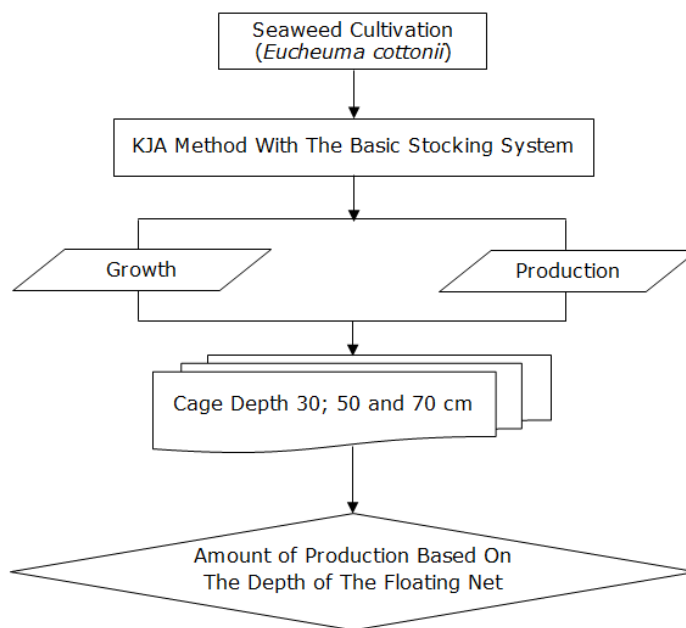 Seaweed Cultivation
(Eucheuma cottonii)
KJA Method With The Basic Stocking System
Growth
Production
Cage Depth 30; 50 and 70 cm
Amount of Production Based On
The Depth of The Floating Net